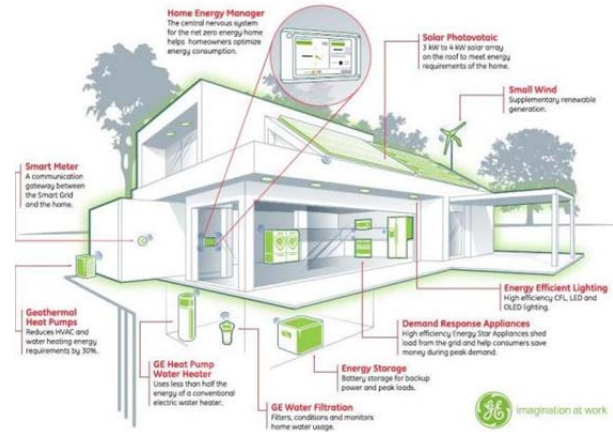 Home Energy Manager
The central nervous system
for the net zero energy home
helps homeowners optimize
energy consumption.
Solar Photovotaic
3 kW to 4 kW solar array
on the roof to meet energy
requirements of the home.
Small Wind
Supplementary renewable
generation.
Smart Meter
A communication
gateway between
the Smart Grid
and the home.
Geothermal
Heat Pumps
Reduces HVAC and
water heating energy
requirements by 30%.
GE Heat Pump
Water Heater
Uses less than half the
energy of a conventional
electric water heater.
GE Water Filtration
Filters, conditions and monitors
home water usage.
Energy Storage
Battery storage for backup
power and peak loads.
Demand Response Appliances
High efficiency Energy Star Appliances shed
load from the grid and help consumers save
money during peak demand.
Energy Efficient Lighting
High efficiency CFL, LED and
OLED lighting.
GE
imagination at work